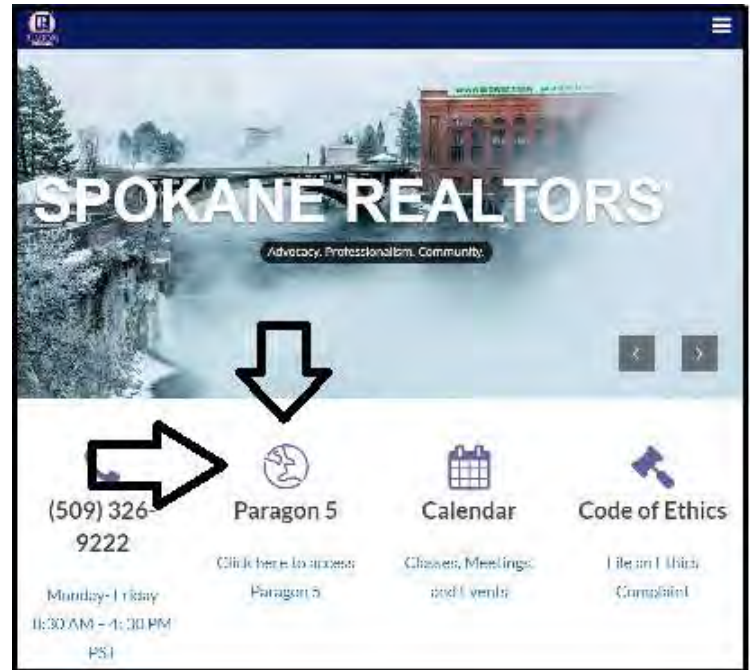 SPOKANE REALTORS
Advocacy. Professionalism. Community.
(509) 326-
9222
Monday-Friday
8:30 AM – 4:30 PM
PST
Paragon 5
Click here to access
Paragon 5
Calendar
Classes, Meetings,
and Events
Code of Ethics
File an Ethics
Complaint